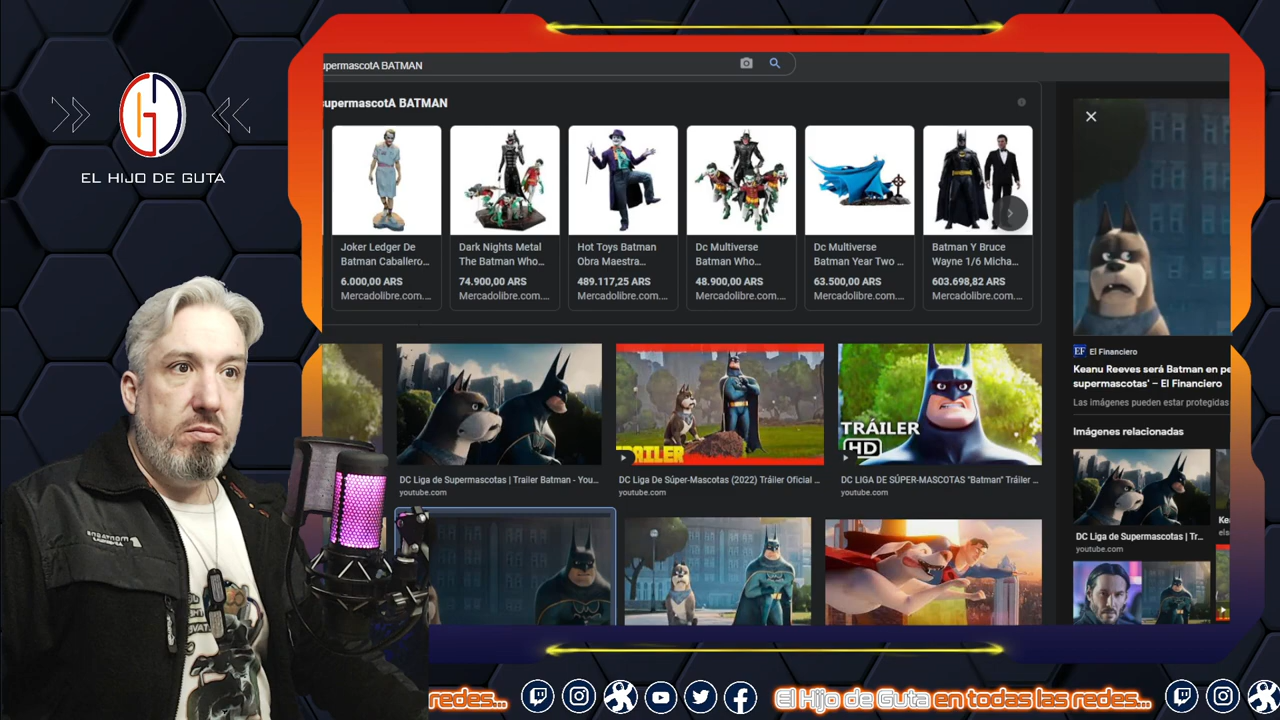 upermascotA BATMAN
supermascotA BATMAN
EL HIJO DE GUTA
Joker Ledger De
Batman Caballero...
6.000,00 ARS
Mercadolibre.com....
Dark Nights Metal
The Batman Who...
74.900,00 ARS
Mercadolibre.com....
Hot Toys Batman
Obra Maestra...
489.117,25 ARS
Mercadolibre.com....
Dc Multiverse
Batman Who...
48.900,00 ARS
Mercadolibre.com....
Dc Multiverse
Batman Year Two ...
63.500,00 ARS
Mercadolibre.com....
Batman Y Bruce
Wayne 1/6 Micha...
603.698,82 ARS
Mercadolibre.com....
EF El Financiero
Keanu Reeves será Batman en pe
supermascotas' – El Financiero
Las imágenes pueden estar protegidas
Imágenes relacionadas
TRAILER
TRÁILER
HD
DC Liga de Supermascotas | Trailer Batman - You...
youtube.com
DC Liga De Súper-Mascotas (2022) Tráiler Oficial ...
youtube.com
DC LIGA DE SÚPER-MASCOTAS "Batman" Tráiler ...
youtube.com
DC Liga de Supermascotas | Tr...
youtube.com
redes...
El Hijo de Guta en todas las redes...